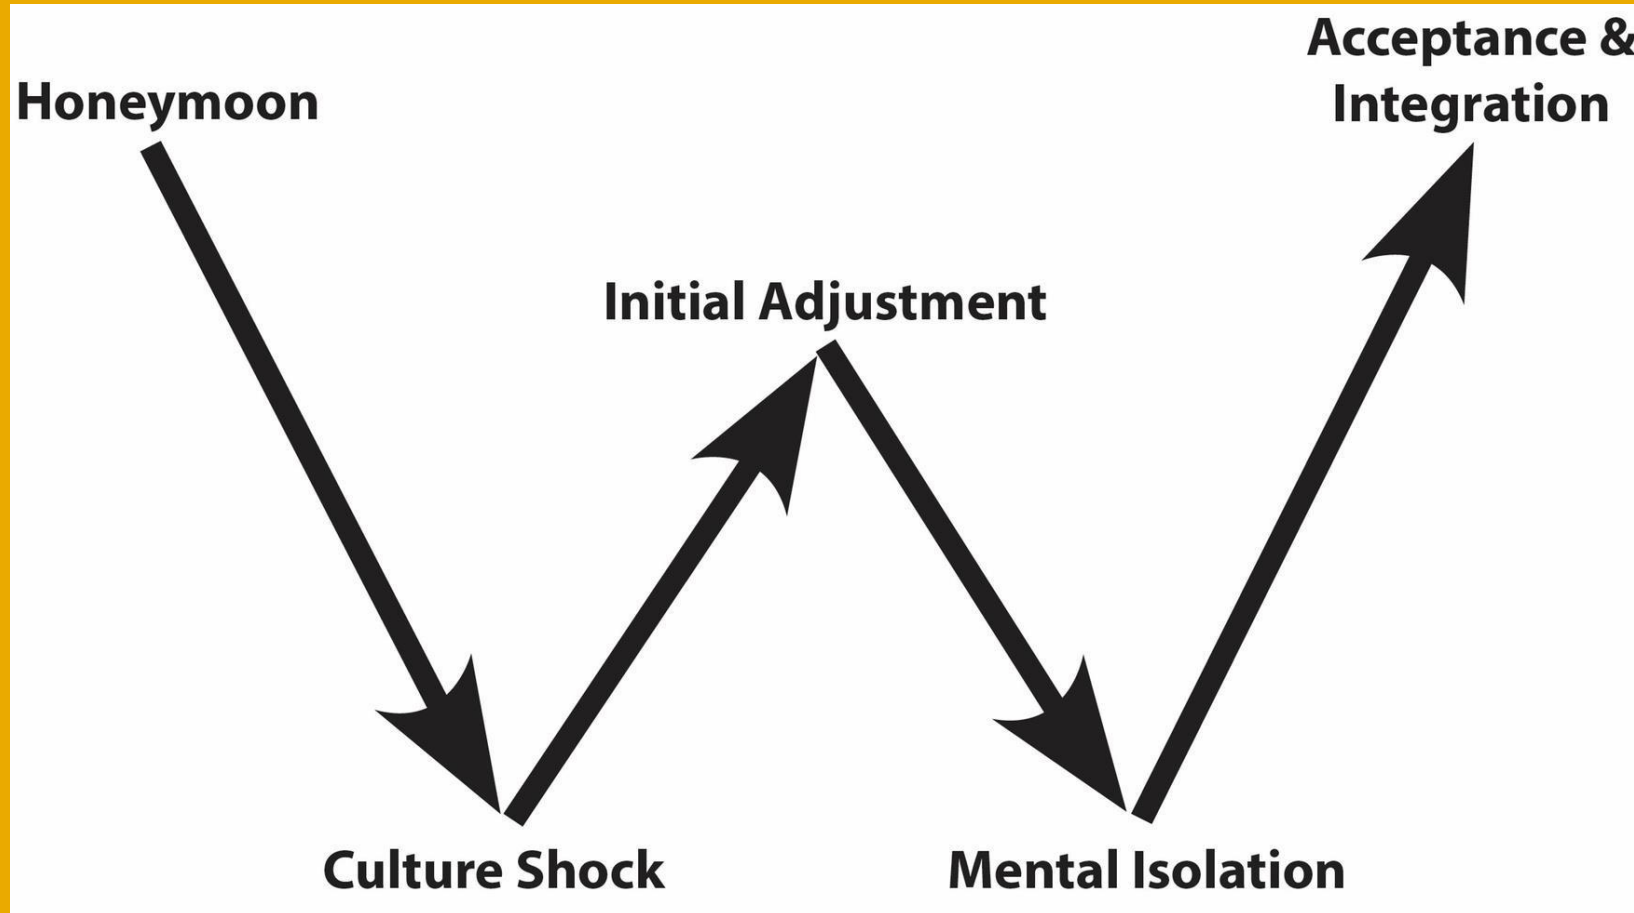 Honeymoon
Culture Shock
Initial Adjustment
Mental Isolation
Acceptance &
Integration